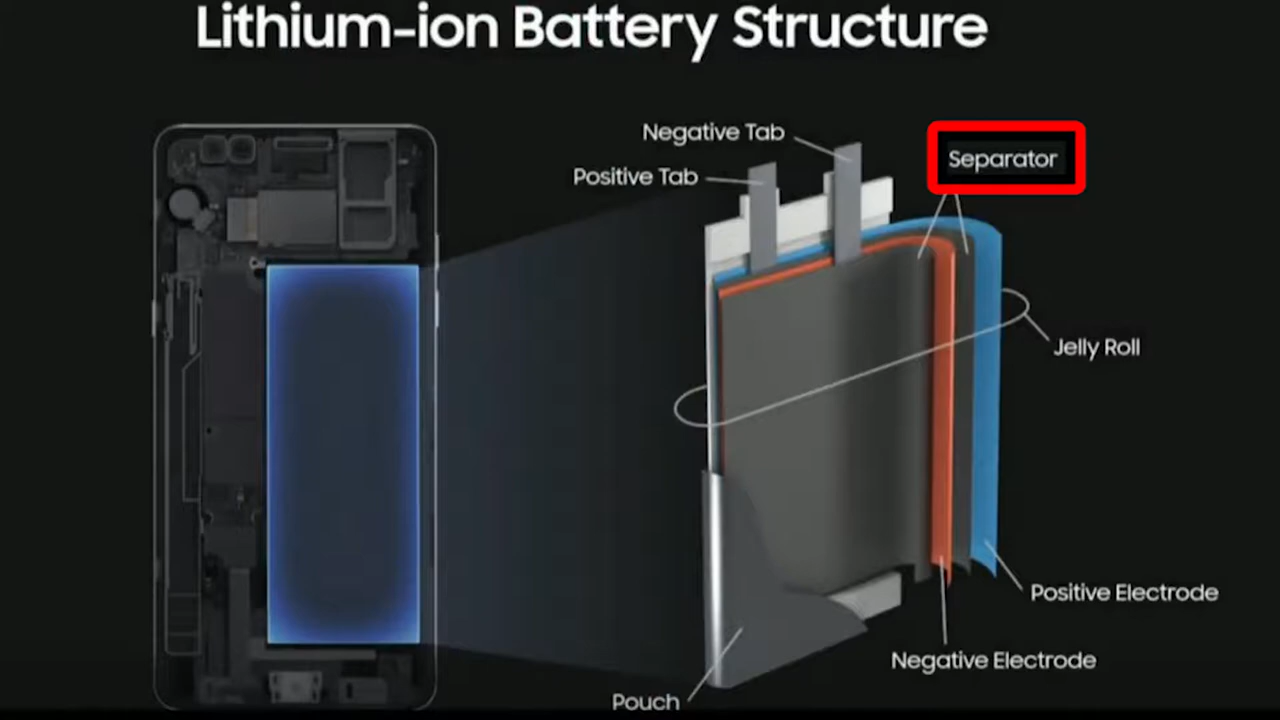 Lithium-ion Battery Structure
Negative Tab
Positive Tab
Separator
Jelly Roll
Positive Electrode
Negative Electrode
Pouch